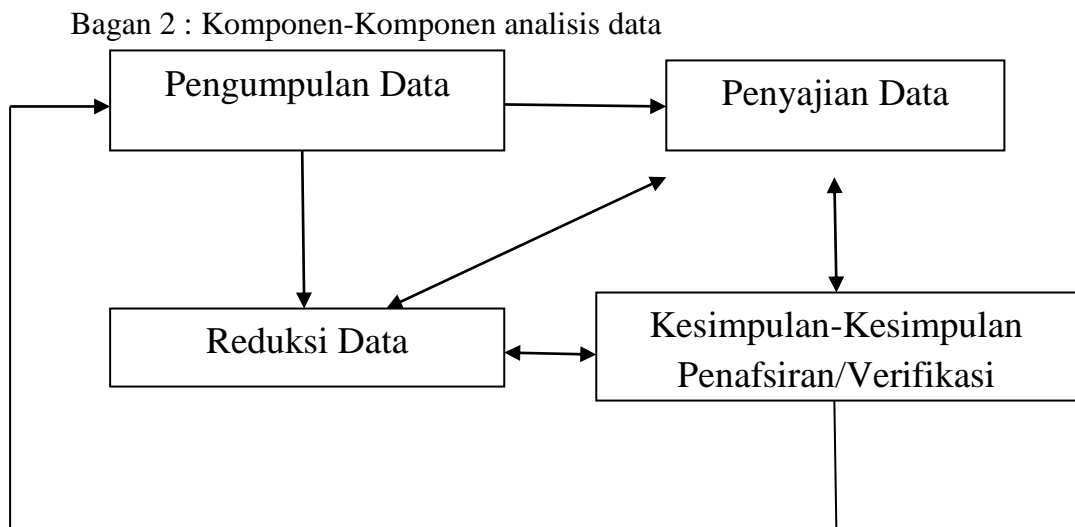 Bagan 2 : Komponen-Komponen analisis data
Pengumpulan Data
Penyajian Data
Reduksi Data
Kesimpulan-Kesimpulan
Penafsiran/Verifikasi